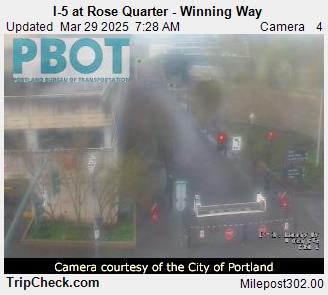 I-5 at Rose Quarter - Winning Way
Updated Mar 29 2025 7:28 AM Camera 4
PBOT
PORTLAND BUREAU OF TRANSPORTATION
Camera courtesy of the City of Portland
TripCheck.com
Milepost302.00